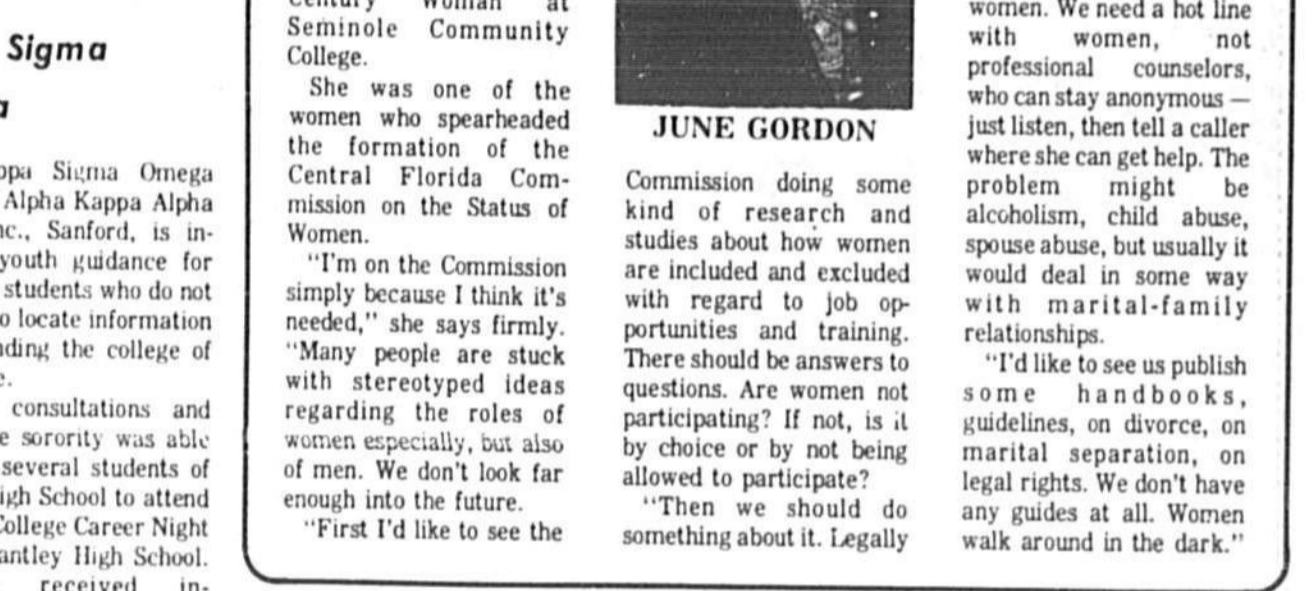 Sigma
a
ppa Sigma Omega
Alpha Kappa Alpha
nc., Sanford, is in-
youth guidance for
students who do not
o locate information
nding the college of
e.
consultations and
e sorority was able
several students of
igh School to attend
College Career Night
antley High School.
received in-
Century Woman at
Seminole Community
College.
She was one of the
women who spearheaded
the formation of the
Central Florida Com-
mission on the Status of
Women.
"I'm on the Commission
simply because I think it's
needed," she says firmly.
"Many people are stuck
with stereotyped ideas
regarding the roles of
women especially, but also
of men. We don't look far
enough into the future.
"First I'd like to see the
JUNE GORDON
Commission doing some
kind of research and
studies about how women
are included and excluded
with regard to job op-
portunities and training.
There should be answers to
questions. Are women not
participating? If not, is it
by choice or by not being
allowed to participate?
"Then we should do
something about it. Legally
women. We need a hot line
with women, not
professional counselors,
who can stay anonymous —
just listen, then tell a caller
where she can get help. The
problem might be
alcoholism, child abuse,
spouse abuse, but usually it
would deal in some way
with marital-family
relationships.
"I'd like to see us publish
some handbooks,
guidelines, on divorce, on
marital separation, on
legal rights. We don't have
any guides at all. Women
walk around in the dark."